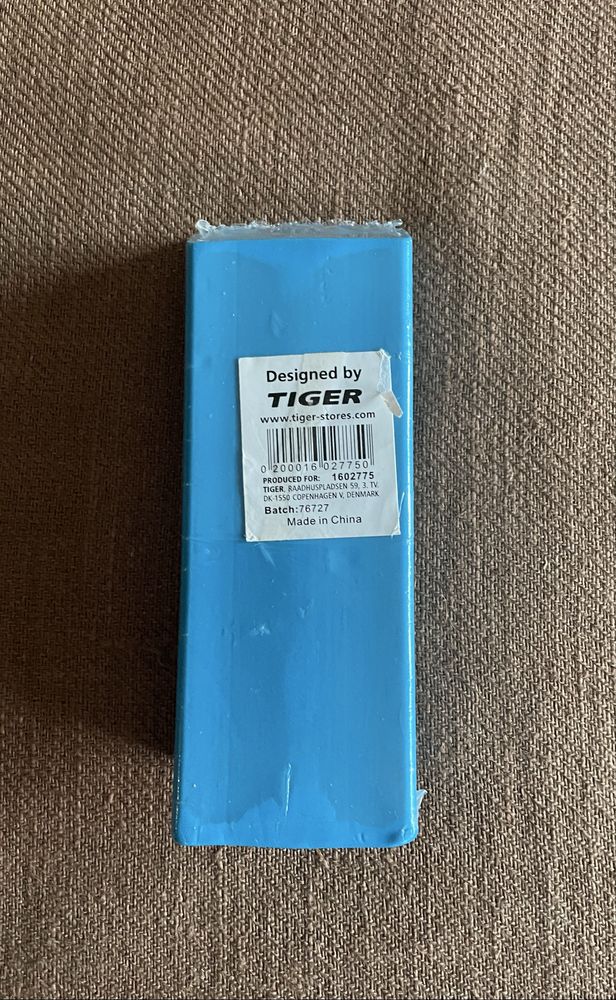 Designed by
TIGER
www.tiger-stores.com
0 200016 027750
PRODUCED FOR: 1602775
TIGER, RAADHUSPLADSEN 59, 3. TV.
DK-1550 COPENHAGEN V, DENMARK
Batch:76727
Made in China